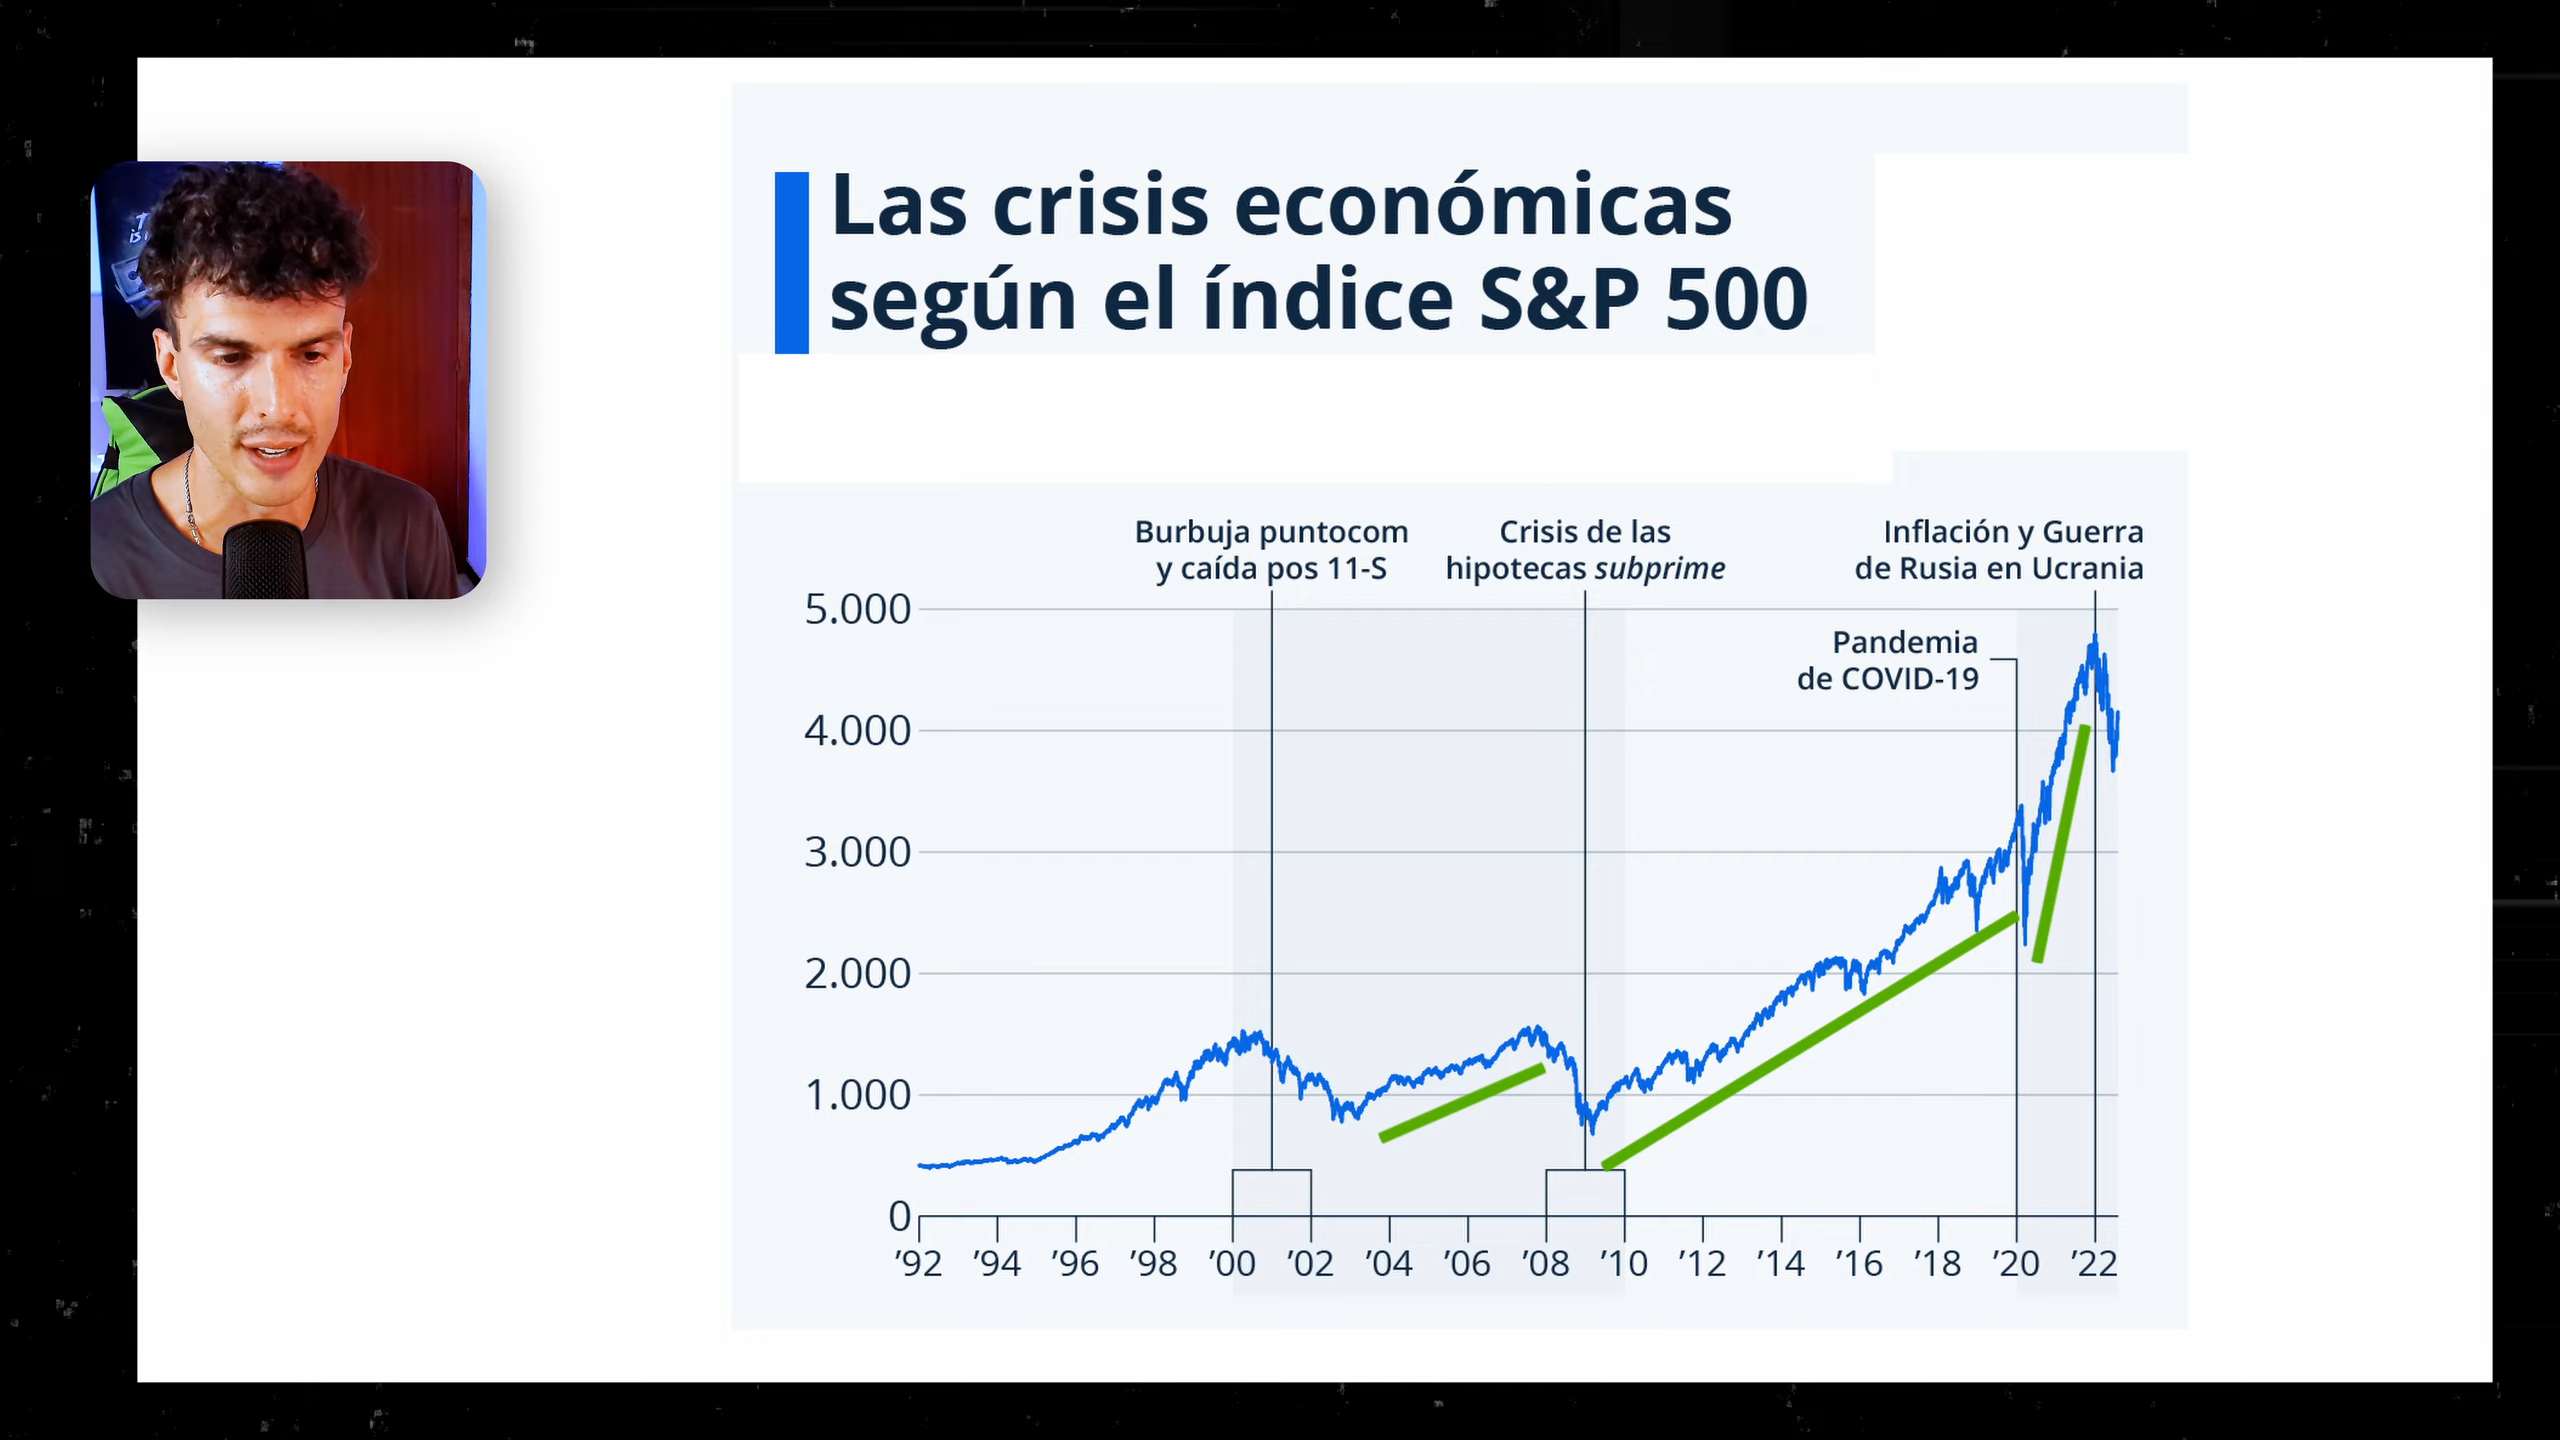 Las crisis económicas
según el índice S&P 500
Burbuja puntocom
y caída pos 11-S
Crisis de las
hipotecas subprime
Inflación y Guerra
de Rusia en Ucrania
Pandemia
de COVID-19
5.000
4.000
3.000
2.000
1.000
0
’92 ’94 ’96 ’98 ’00 ’02 ’04 ’06 ’08 ’10 ’12 ’14 ’16 ’18 ’20 ’22